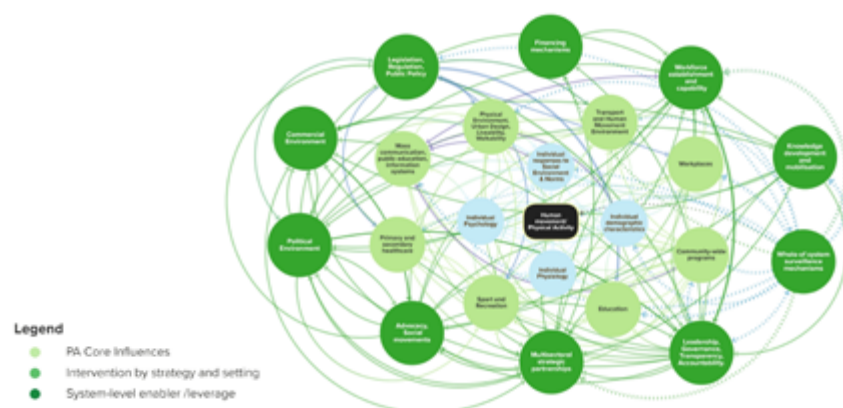 Financing
mechanisms
Legislation,
Regulation,
Public Policy
Workforce
establishment
and
capability
Physical
Environment,
Urban Design,
Liveability,
Walkability
Transport
and Human
Movement
Environment
Commercial
Environment
Mass
communication,
public education,
information
systems
Individual
responses to
Social
Environment
& Norms
Workplaces
Knowledge
development and
mobilisation
Individual
Psychology
Human
movement/
Physical Activity
Individual
demographic
characteristics
Political
Environment
Primary and
secondary
healthcare
Community-wide
programs
Whole of system
surveillance
mechanisms
Individual
Physiology
Sport and
Recreation
Education
Advocacy,
Social
movements
Multisectoral
strategic
partnerships
Leadership,
Governance,
Transparency,
Accountability
Legend
PA Core Influences
Intervention by strategy and setting
System-level enabler /leverage